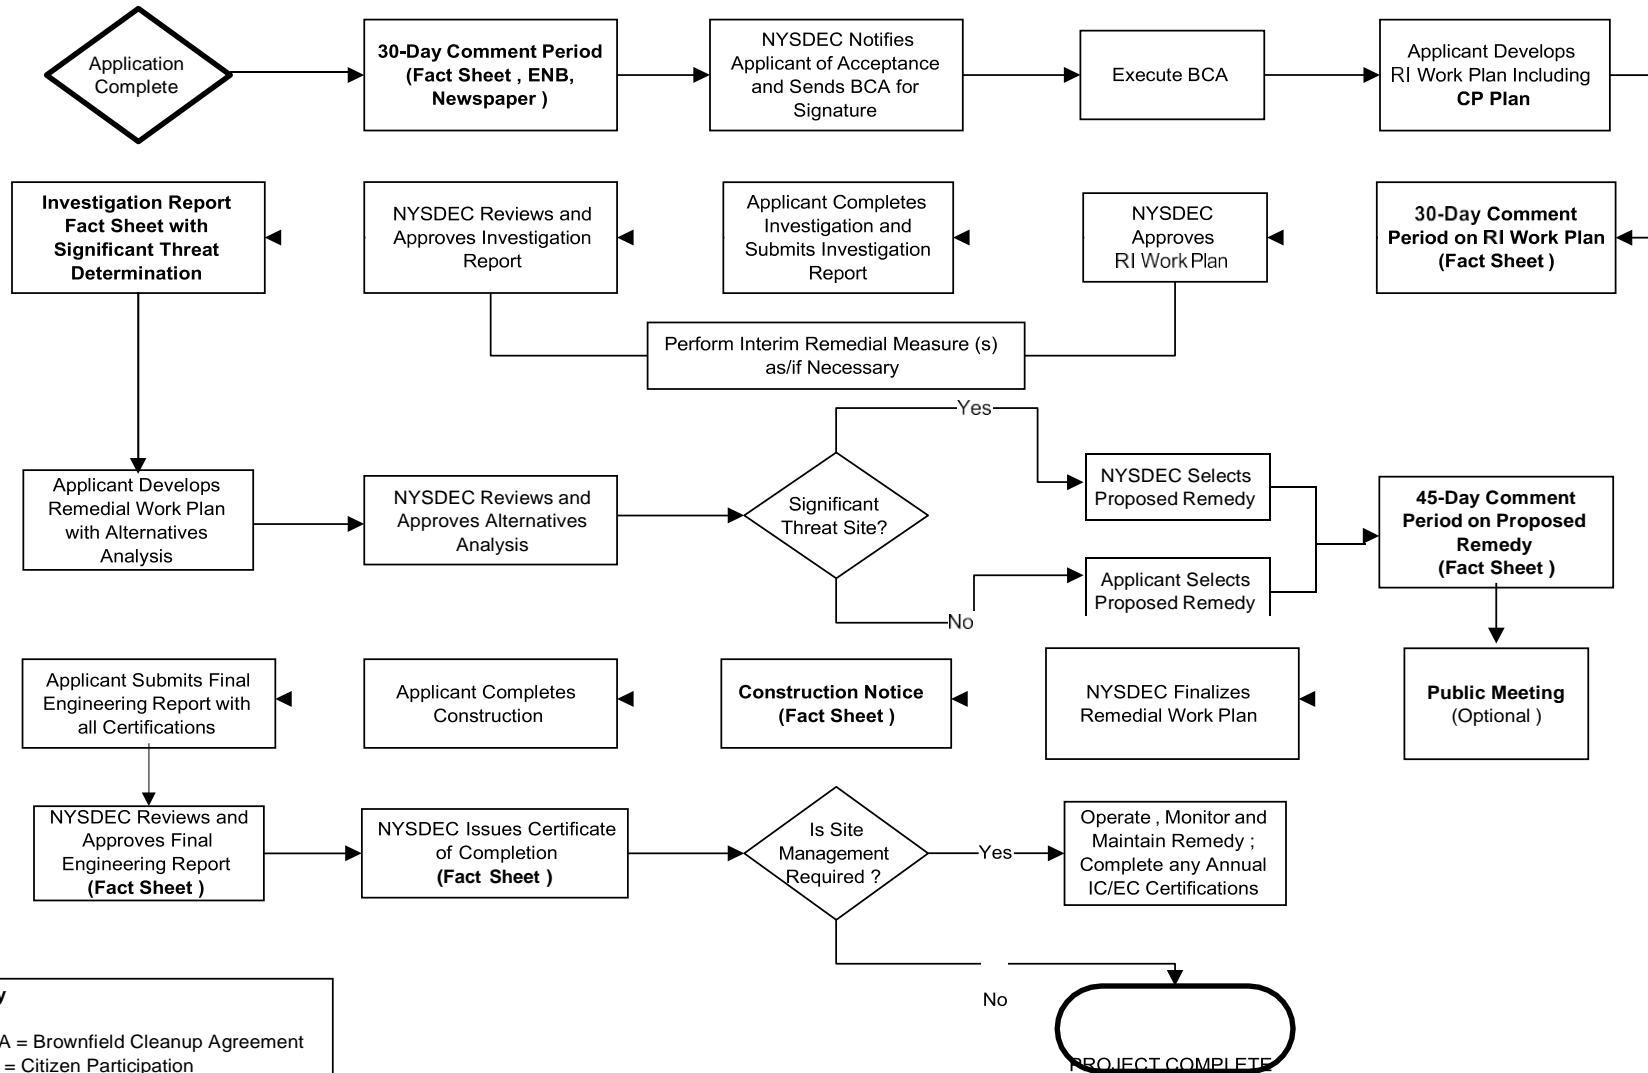 Application
Complete
30-Day Comment Period
(Fact Sheet , ENB,
Newspaper )
NYSDEC Notifies
Applicant of Acceptance
and Sends BCA for
Signature
Execute BCA
Applicant Develops
RI Work Plan Including
CP Plan
Investigation Report
Fact Sheet with
Significant Threat
Determination
NYSDEC Reviews and
Approves Investigation
Report
Applicant Completes
Investigation and
Submits Investigation
Report
NYSDEC
Approves
RI Work Plan
30-Day Comment
Period on RI Work Plan
(Fact Sheet )
Perform Interim Remedial Measure (s)
as/if Necessary
Applicant Develops
Remedial Work Plan
with Alternatives
Analysis
NYSDEC Reviews and
Approves Alternatives
Analysis
Significant
Threat Site?
Yes
No
NYSDEC Selects
Proposed Remedy
Applicant Selects
Proposed Remedy
45-Day Comment
Period on Proposed
Remedy
(Fact Sheet )
Applicant Submits Final
Engineering Report with
all Certifications
Applicant Completes
Construction
Construction Notice
(Fact Sheet )
NYSDEC Finalizes
Remedial Work Plan
Public Meeting
(Optional )
NYSDEC Reviews and
Approves Final
Engineering Report
(Fact Sheet )
NYSDEC Issues Certificate
of Completion
(Fact Sheet )
Is Site
Management
Required ?
Yes
Operate , Monitor and
Maintain Remedy ;
Complete any Annual
IC/EC Certifications
No
PROJECT COMPLETE
y
A = Brownfield Cleanup Agreement
= Citizen Participation